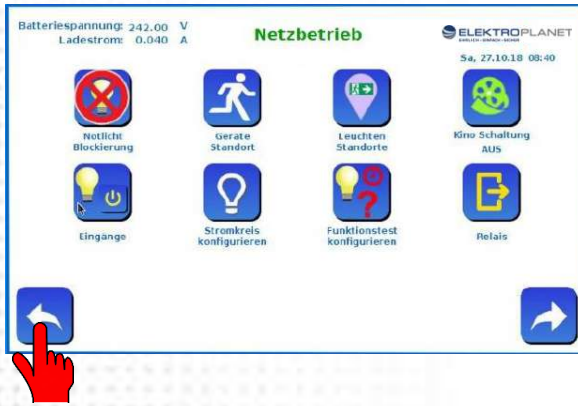 Batteriespannung: 242.00 V
Ladestrom: 0.040 A
Netzbetrieb
ELEKTROPLANET
Sa, 27.10.18 08:40
Notlicht
Blockierung
Gerate
Standort
Leuchten
Standorte
Kino Schaltung
AUS
Eingänge
Stromkreis
konfigurieren
Funktionstest
konfigurieren
Relais